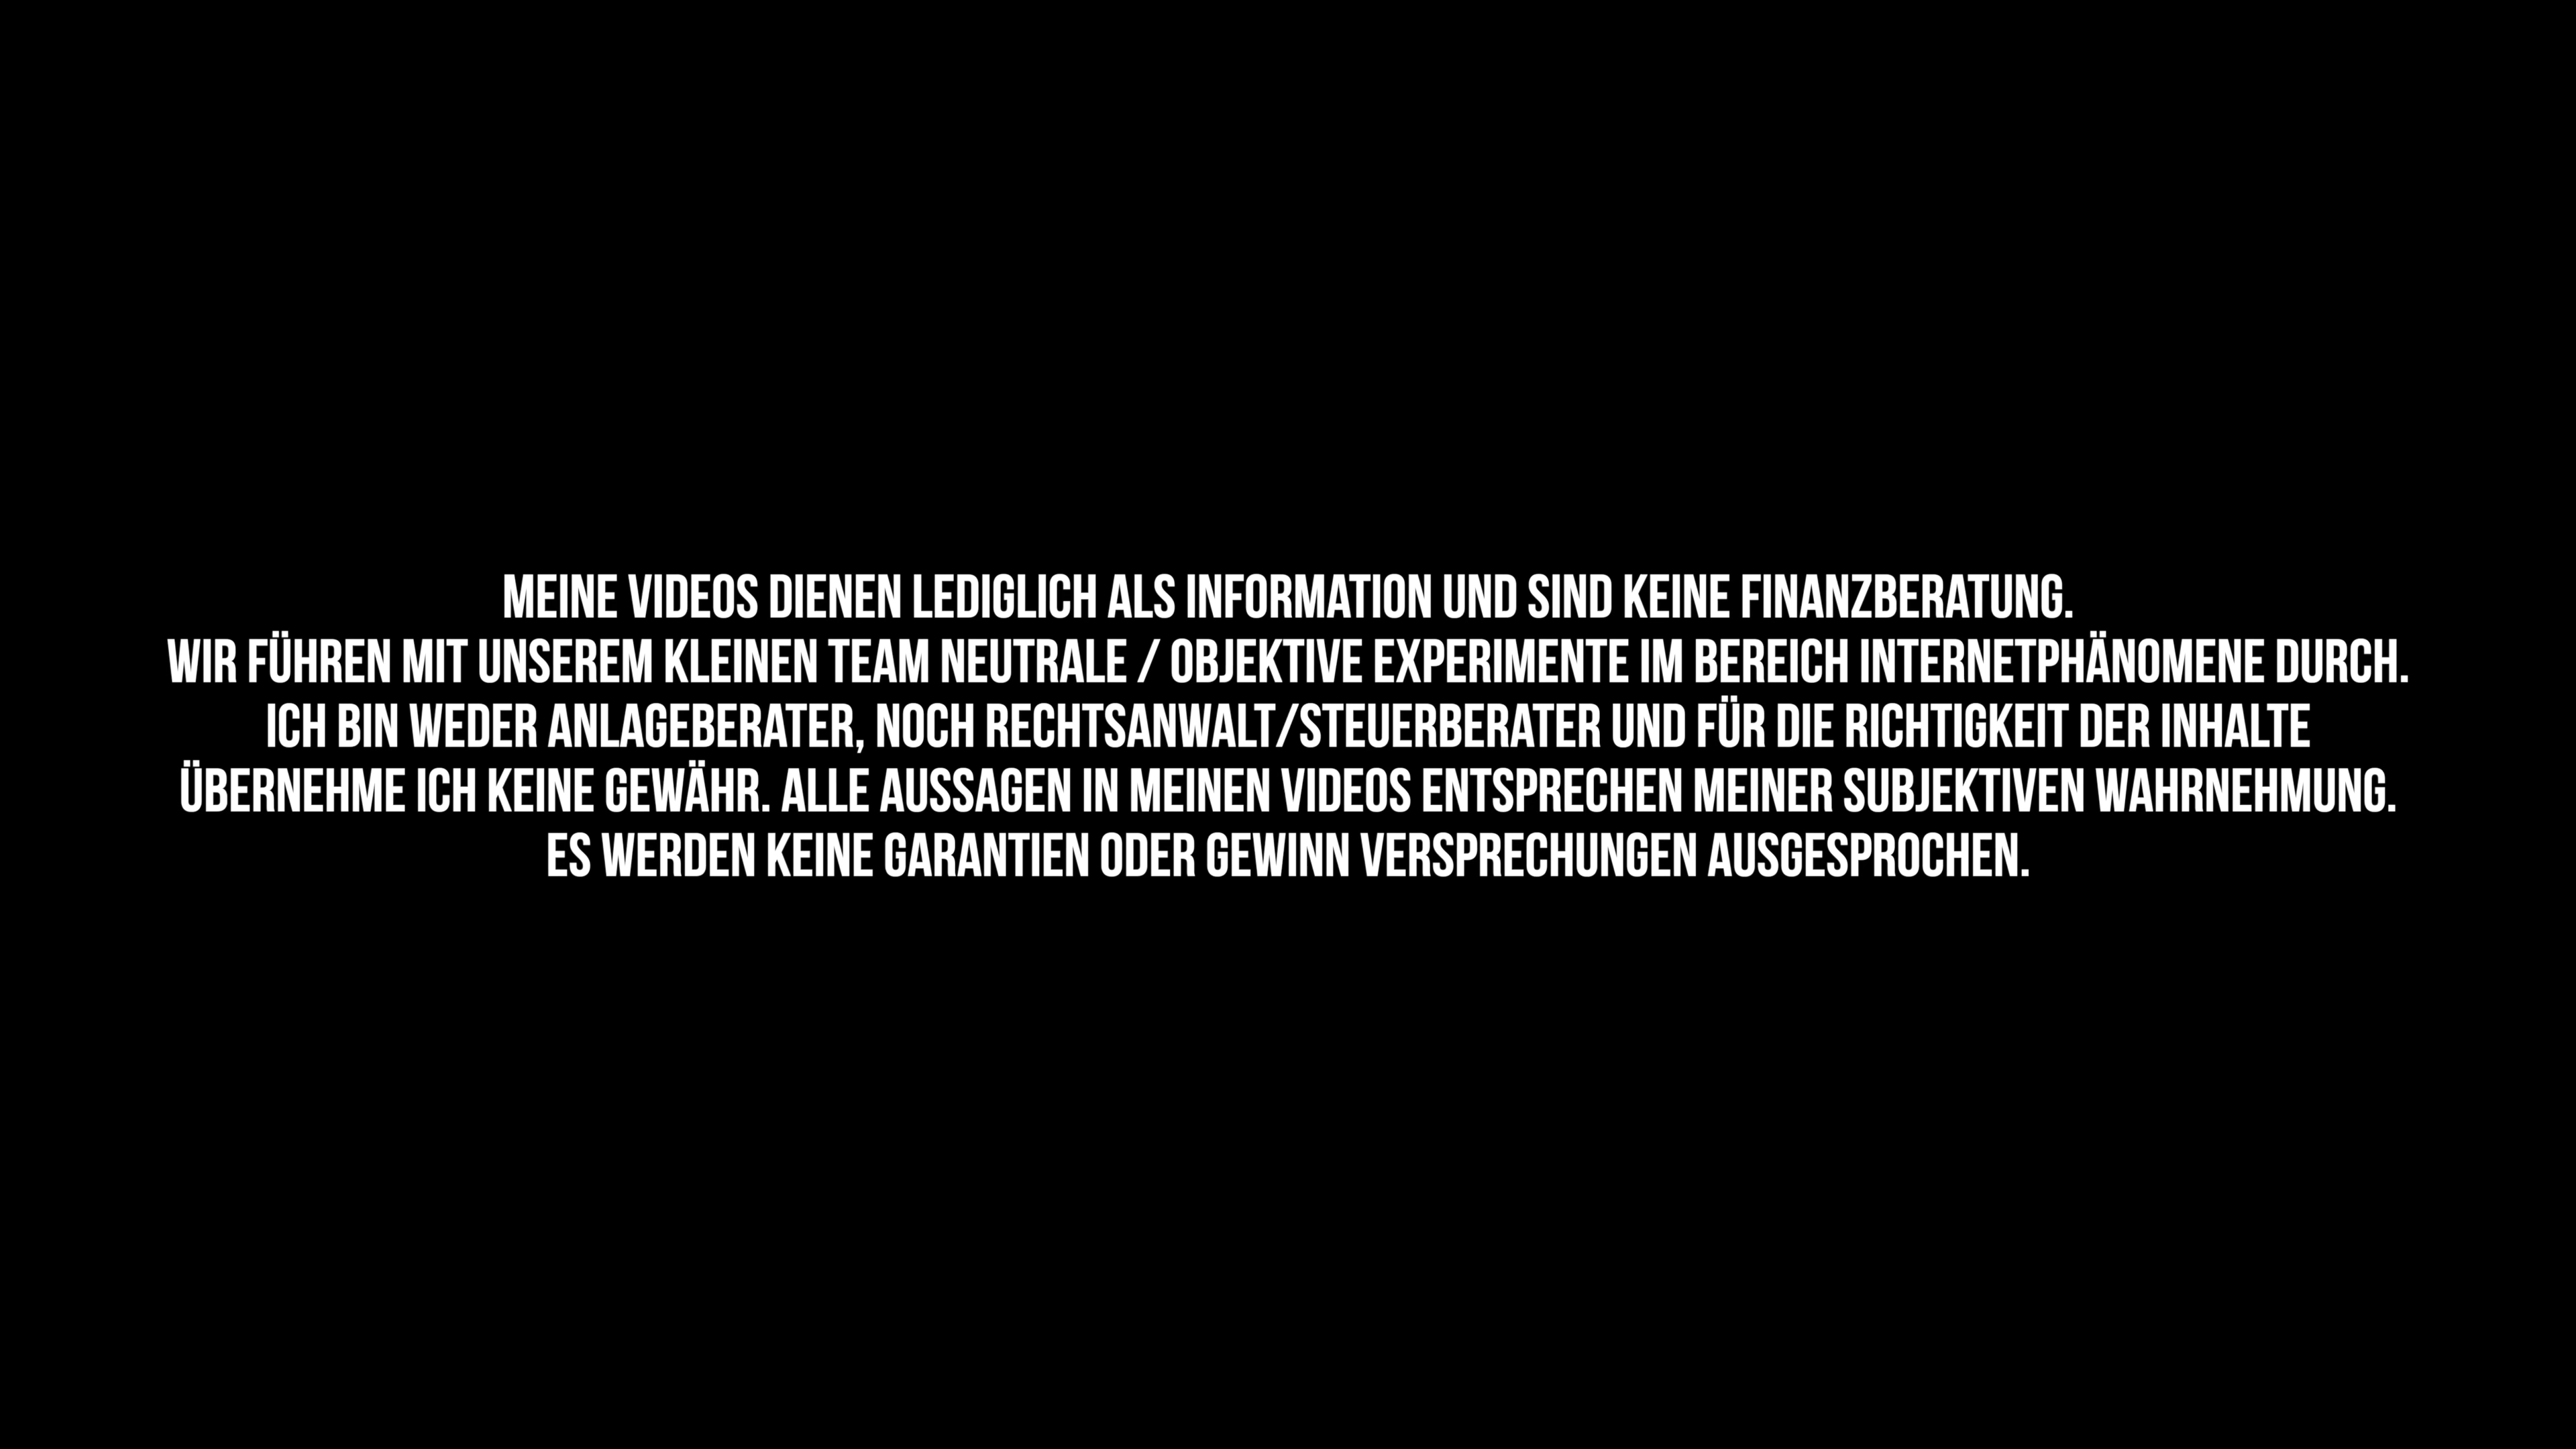 MEINE VIDEOS DIENEN LEDIGLICH ALS INFORMATION UND SIND KEINE FINANZBERATUNG.
WIR FÜHREN MIT UNSEREM KLEINEN TEAM NEUTRALE / OBJEKTIVE EXPERIMENTE IM BEREICH INTERNETPHÄNOMENE DURCH.
ICH BIN WEDER ANLAGEBERATER, NOCH RECHTSANWALT/STEUERBERATER UND FÜR DIE RICHTIGKEIT DER INHALTE
ÜBERNEHME ICH KEINE GEWÄHR. ALLE AUSSAGEN IN MEINEN VIDEOS ENTSPRECHEN MEINER SUBJEKTIVEN WAHRNEHMUNG.
ES WERDEN KEINE GARANTIEN ODER GEWINN VERSPRECHUNGEN AUSGESPROCHEN.